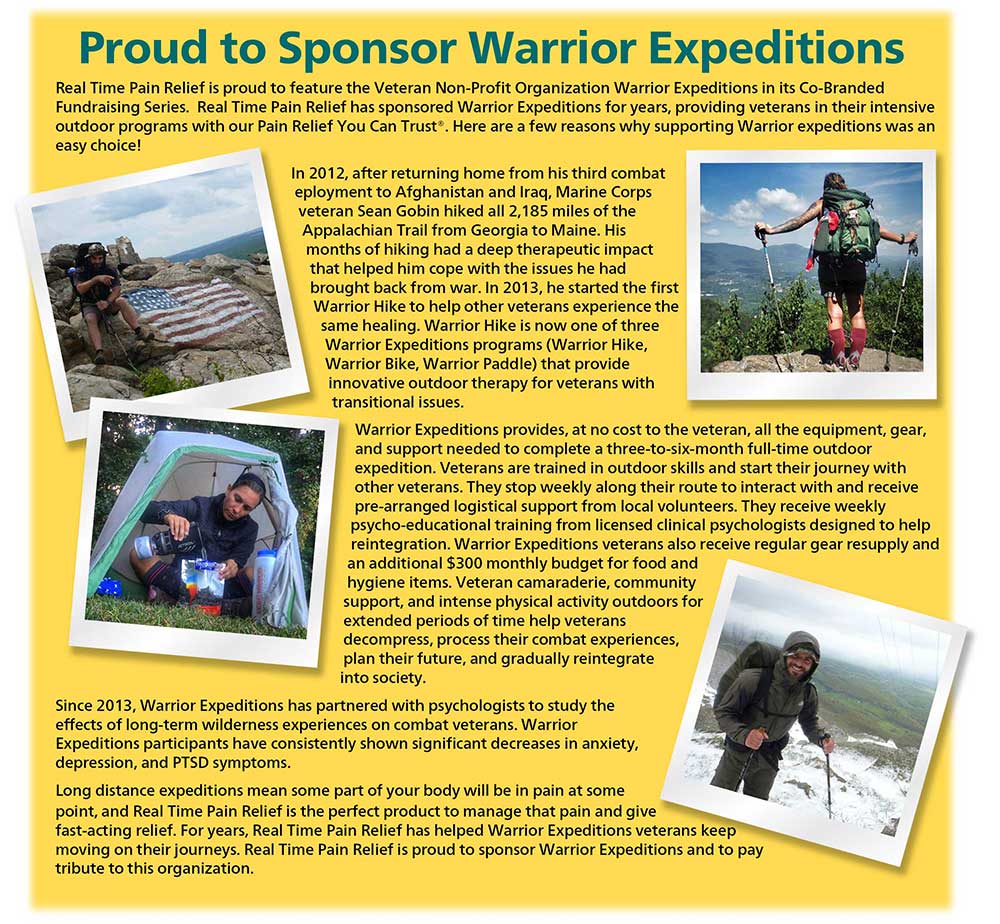 Proud to Sponsor Warrior Expeditions
Real Time Pain Relief is proud to feature the Veteran Non-Profit Organization Warrior Expeditions in its Co-Branded
Fundraising Series.  Real Time Pain Relief has sponsored Warrior Expeditions for years, providing veterans in their intensive
outdoor programs with our Pain Relief You Can Trust®. Here are a few reasons why supporting Warrior expeditions was an
easy choice!
In 2012, after returning home from his third combat
eployment to Afghanistan and Iraq, Marine Corps
veteran Sean Gobin hiked all 2,185 miles of the
Appalachian Trail from Georgia to Maine. His
months of hiking had a deep therapeutic impact
that helped him cope with the issues he had
brought back from war. In 2013, he started the first
Warrior Hike to help other veterans experience the
same healing. Warrior Hike is now one of three
Warrior Expeditions programs (Warrior Hike,
Warrior Bike, Warrior Paddle) that provide
innovative outdoor therapy for veterans with
transitional issues.
Warrior Expeditions provides, at no cost to the veteran, all the equipment, gear,
and support needed to complete a three-to-six-month full-time outdoor
expedition. Veterans are trained in outdoor skills and start their journey with
other veterans. They stop weekly along their route to interact with and receive
pre-arranged logistical support from local volunteers. They receive weekly
psycho-educational training from licensed clinical psychologists designed to help
reintegration. Warrior Expeditions veterans also receive regular gear resupply and
an additional $300 monthly budget for food and
hygiene items. Veteran camaraderie, community
support, and intense physical activity outdoors for
extended periods of time help veterans
decompress, process their combat experiences,
plan their future, and gradually reintegrate
into society.
Since 2013, Warrior Expeditions has partnered with psychologists to study the
effects of long-term wilderness experiences on combat veterans. Warrior
Expeditions participants have consistently shown significant decreases in anxiety,
depression, and PTSD symptoms.
Long distance expeditions mean some part of your body will be in pain at some
point, and Real Time Pain Relief is the perfect product to manage that pain and give
fast-acting relief. For years, Real Time Pain Relief has helped Warrior Expeditions veterans keep
moving on their journeys. Real Time Pain Relief is proud to sponsor Warrior Expeditions and to pay
tribute to this organization.